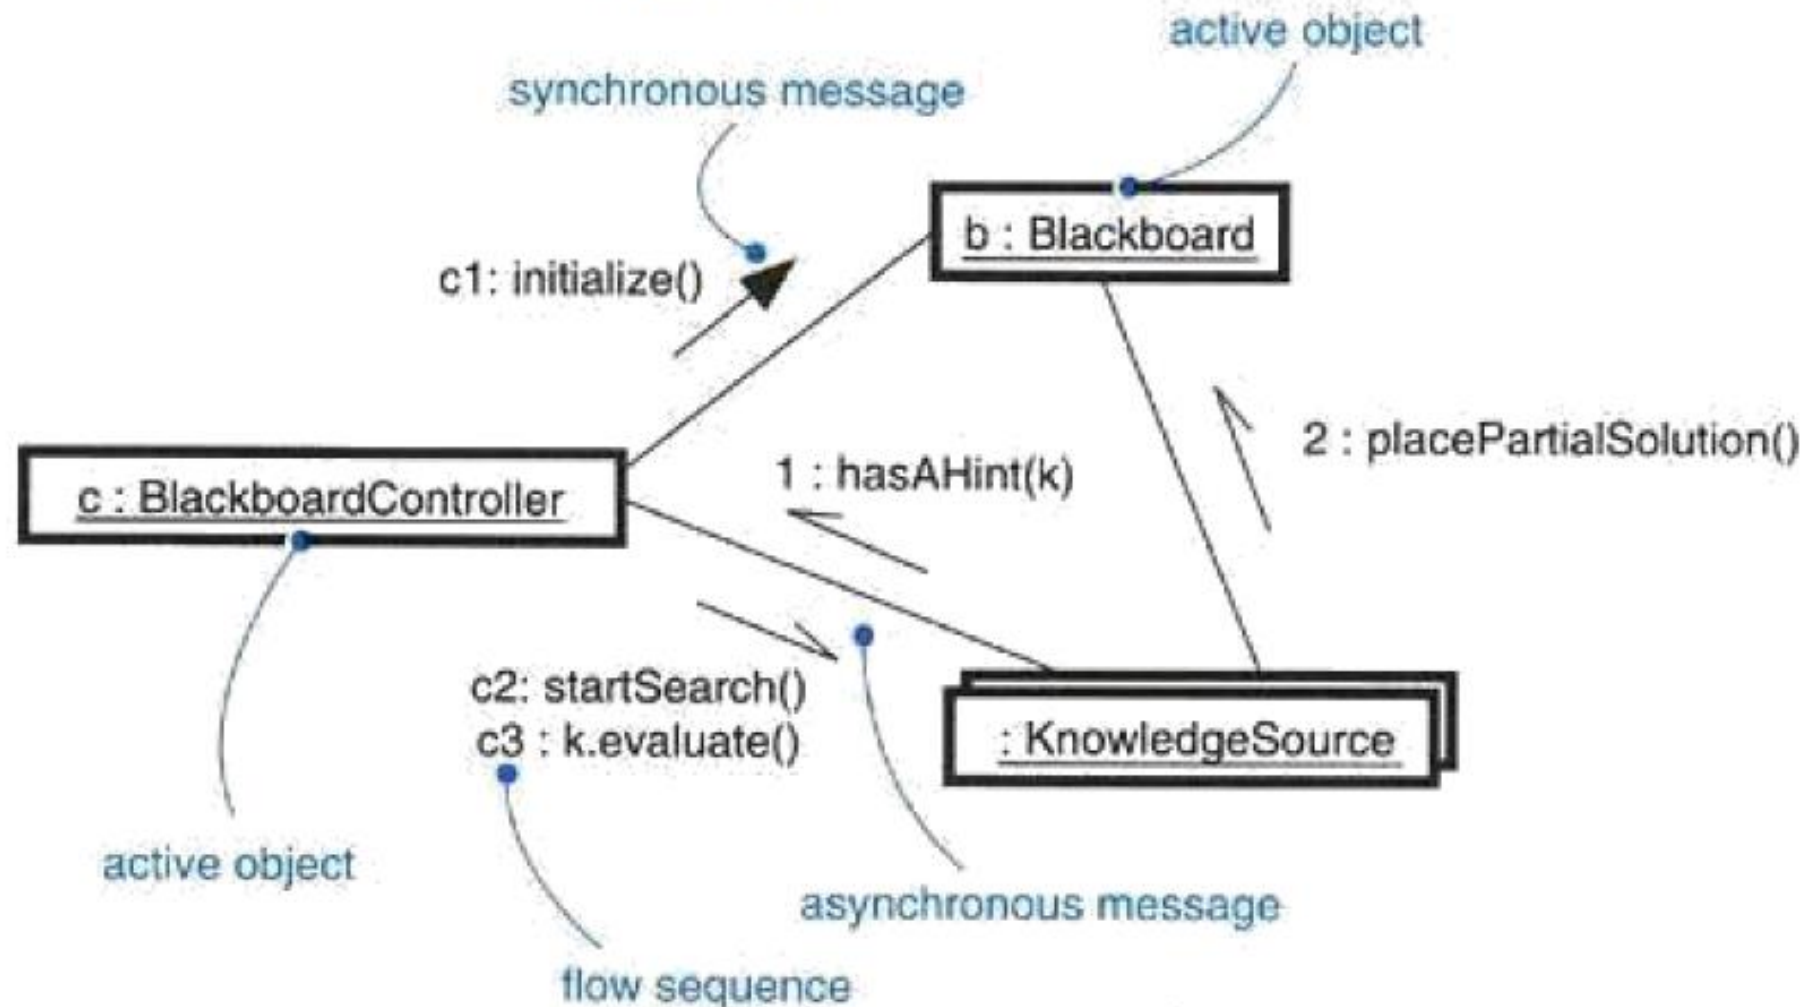 active object
synchronous message
b : Blackboard
c1: initialize()
2 : placePartialSolution()
1 : hasAHint(k)
c : BlackboardController
c2: startSearch()
c3 : k.evaluate()
: KnowledgeSource
active object
asynchronous message
flow sequence